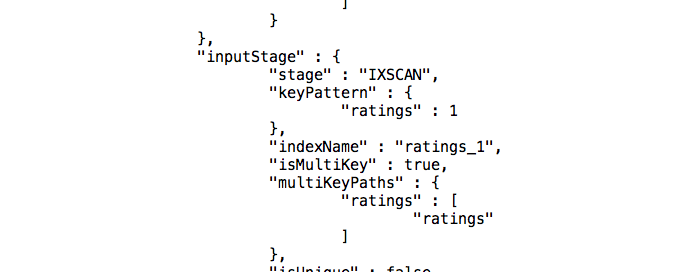 ]
}
},
"inputStage" : {
"stage" : "IXSCAN",
"keyPattern" : {
"ratings" : 1
},
"indexName" : "ratings_1",
"isMultiKey" : true,
"multiKeyPaths" : {
"ratings" : [
"ratings"
]
},
"isUnique" : false